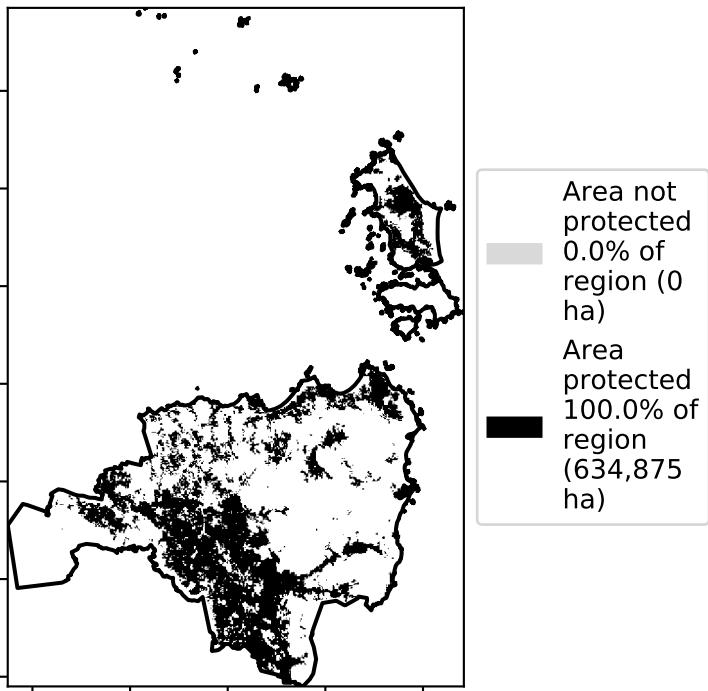 Area not
protected
0.0% of
region (0
ha)
Area
protected
100.0% of
region
(634,875
ha)